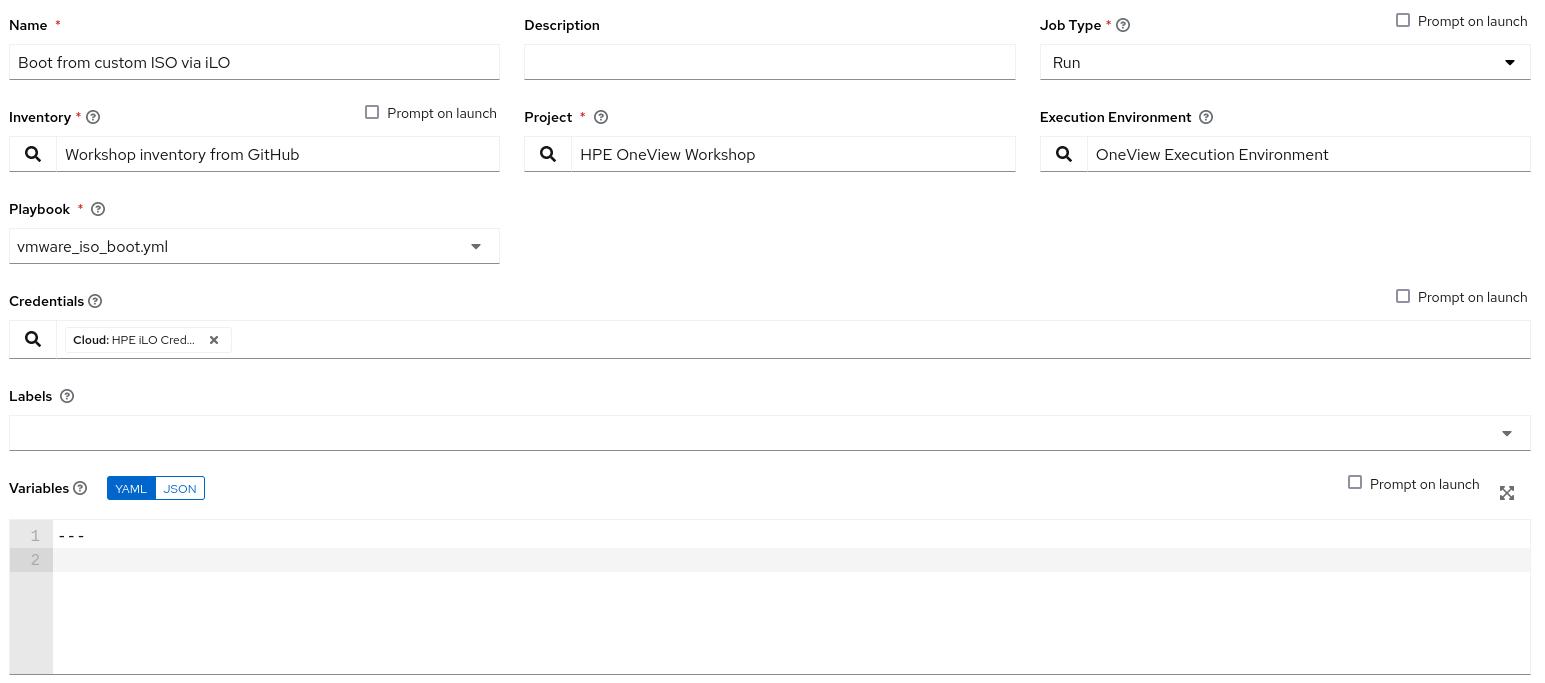 Name *
Description
Job Type *
Prompt on launch
Boot from custom ISO via iLO
Run
Inventory *
Prompt on launch
Project *
Execution Environment
Workshop inventory from GitHub
HPE OneView Workshop
OneView Execution Environment
Playbook *
vmware_iso_boot.yml
Credentials
Prompt on launch
Cloud: HPE iLO Cred...
Labels
Variables
YAML
JSON
Prompt on launch
1 ---
2